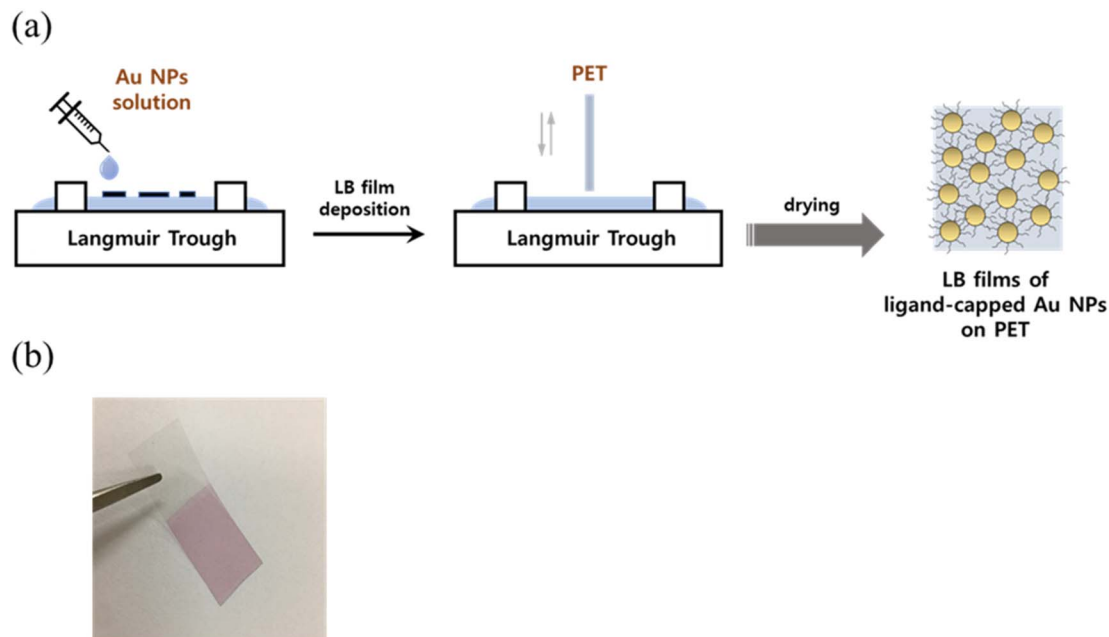 (a)
Au NPs
solution
PET
LB film
deposition
drying
Langmuir Trough
Langmuir Trough
LB films of
ligand-capped Au NPs
on PET
(b)